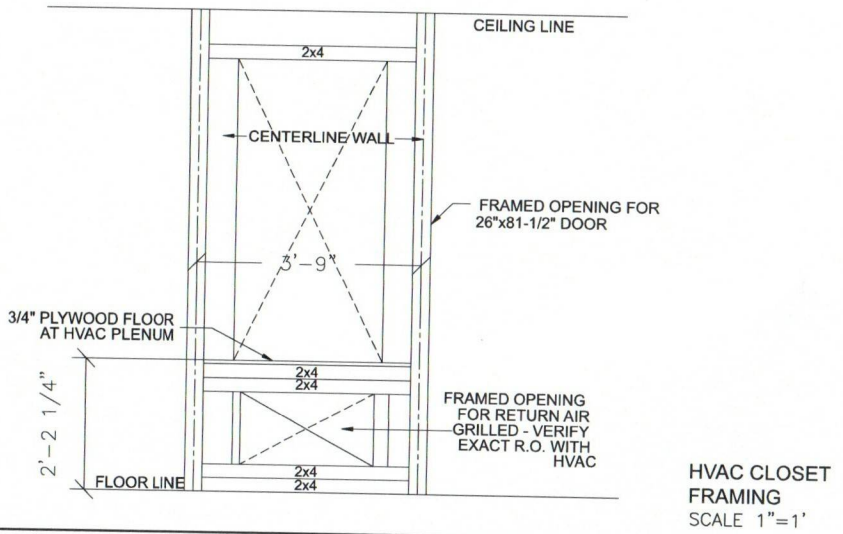 CEILING LINE
2x4
CENTERLINE WALL
FRAMED OPENING FOR
26"x81-1/2" DOOR
3'-9"
3/4" PLYWOOD FLOOR
AT HVAC PLENUM
2x4
2x4
2'-2 1/4"
FRAMED OPENING
FOR RETURN AIR
GRILLED - VERIFY
EXACT R.O. WITH
HVAC
2x4
2x4
FLOOR LINE
HVAC CLOSET
FRAMING
SCALE 1"=1'